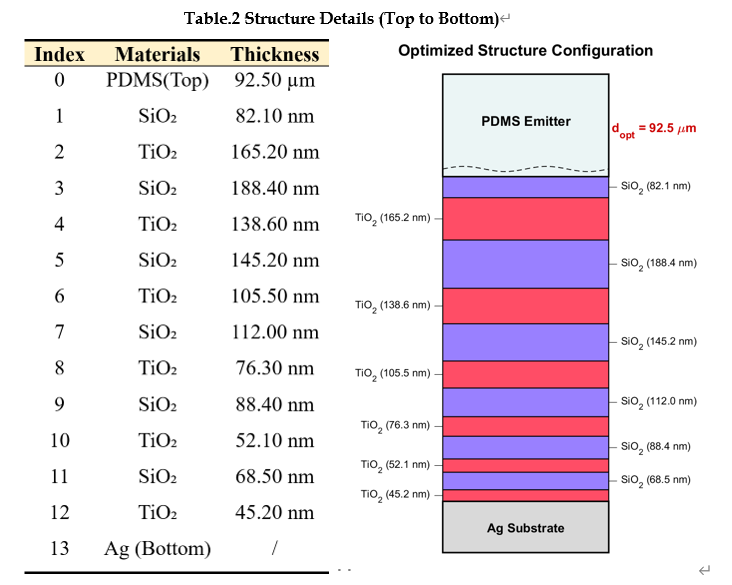 Table.2 Structure Details (Top to Bottom)↵
Index Materials Thickness
0 PDMS(Top) 92.50 μm
1 SiO₂ 82.10 nm
2 TiO₂ 165.20 nm
3 SiO₂ 188.40 nm
4 TiO₂ 138.60 nm
5 SiO₂ 145.20 nm
6 TiO₂ 105.50 nm
7 SiO₂ 112.00 nm
8 TiO₂ 76.30 nm
9 SiO₂ 88.40 nm
10 TiO₂ 52.10 nm
11 SiO₂ 68.50 nm
12 TiO₂ 45.20 nm
13 Ag (Bottom) /
Optimized Structure Configuration
PDMS Emitter
dopt = 92.5 μm
SiO₂ (82.1 nm)
TiO₂ (165.2 nm)
SiO₂ (188.4 nm)
TiO₂ (138.6 nm)
SiO₂ (145.2 nm)
TiO₂ (105.5 nm)
SiO₂ (112.0 nm)
TiO₂ (76.3 nm)
SiO₂ (88.4 nm)
TiO₂ (52.1 nm)
SiO₂ (68.5 nm)
TiO₂ (45.2 nm)
Ag Substrate
↵